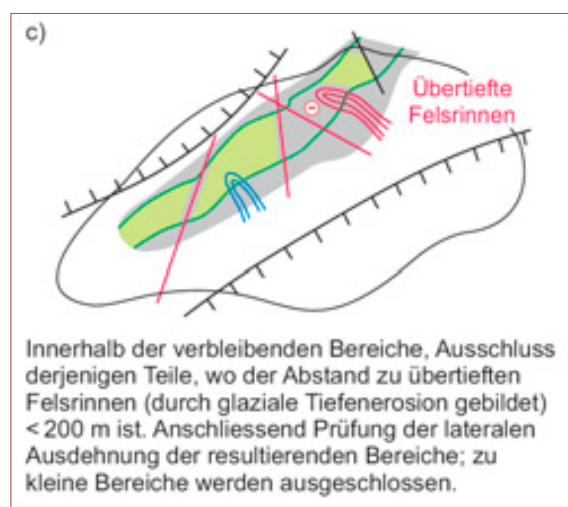 c)
Übertiefte
Felsrinnen
Innerhalb der verbleibenden Bereiche, Ausschluss
derjenigen Teile, wo der Abstand zu übertieften
Felsrinnen (durch glaziale Tiefenerosion gebildet)
< 200 m ist. Anschliessend Prüfung der lateralen
Ausdehnung der resultierenden Bereiche; zu
kleine Bereiche werden ausgeschlossen.